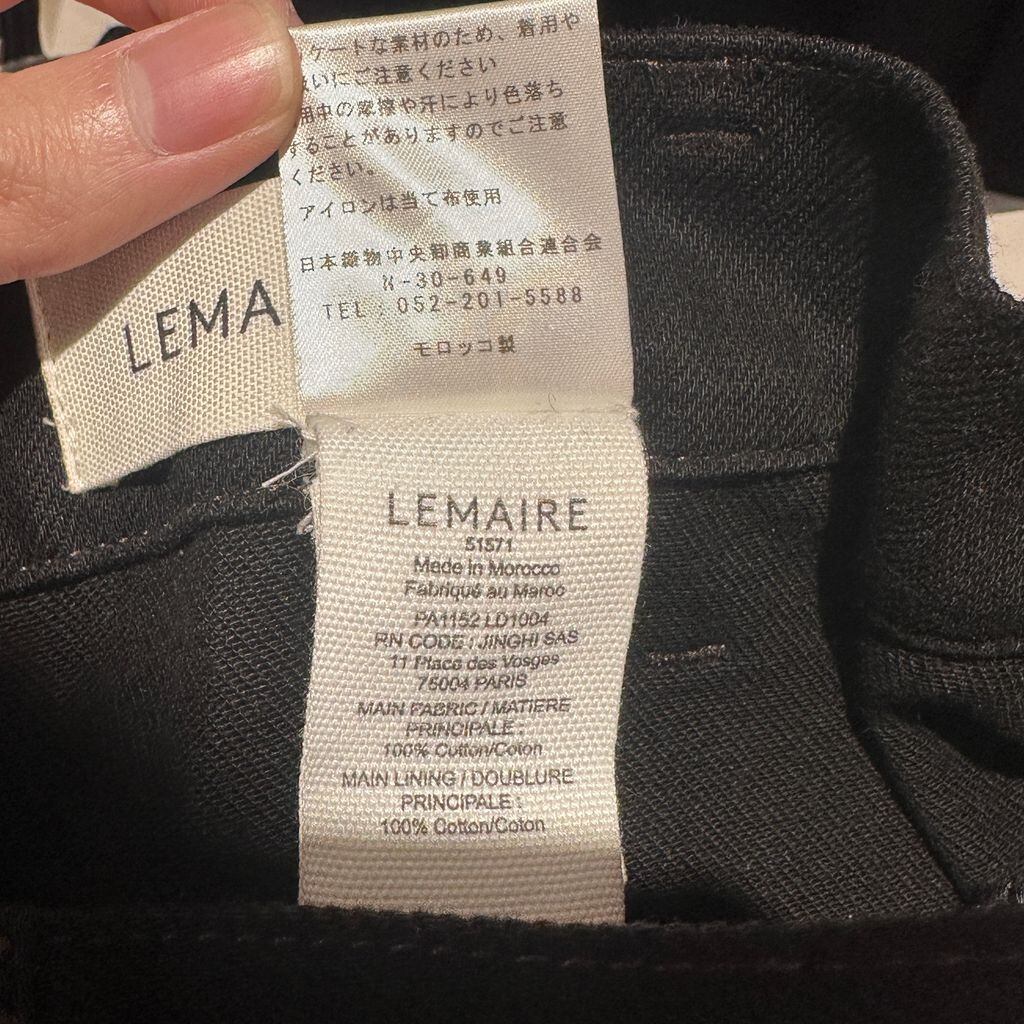 ケートな素材のため、着用や
いにご注意ください
用中の摩擦や汗により色落ち
することがありますのでご注意
ください。
アイロンは当て布使用
日本織物中央卸商業組合連合会
N-30-649
TEL : 052-201-5588
モロッコ製
LEMA
LEMAIRE
51571
Made in Morocco
Fabriqué au Maroc
PA1152 LD1004
RN CODE : JINGHI SAS
11 Place des Vosges
75004 PARIS
MAIN FABRIC / MATIERE
PRINCIPALE :
100% Cotton/Coton
MAIN LINING / DOUBLURE
PRINCIPALE :
100% Cotton/Coton